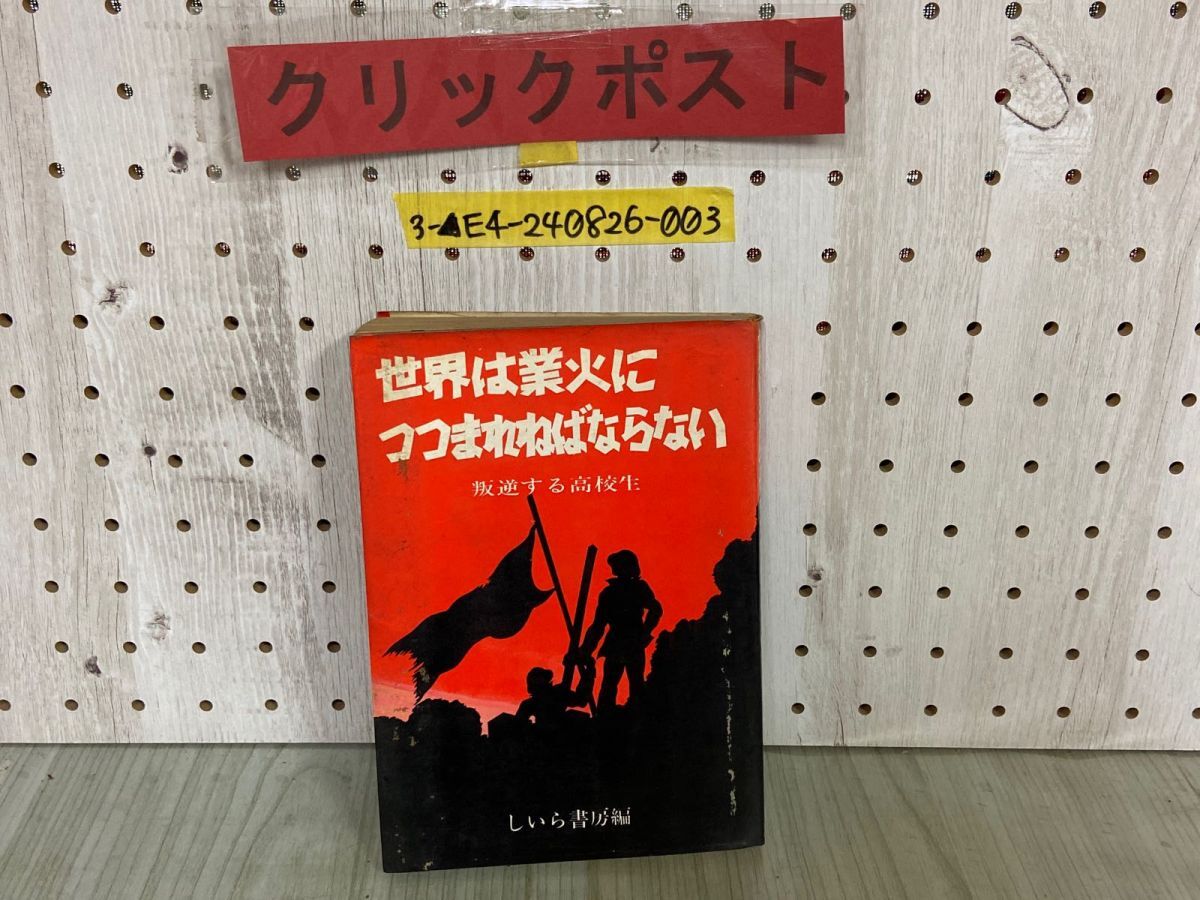 クリックポスト
3-▲E4-240826-003
世界は業火に
つつまれねばならない
叛逆する高校生
しいら書房編